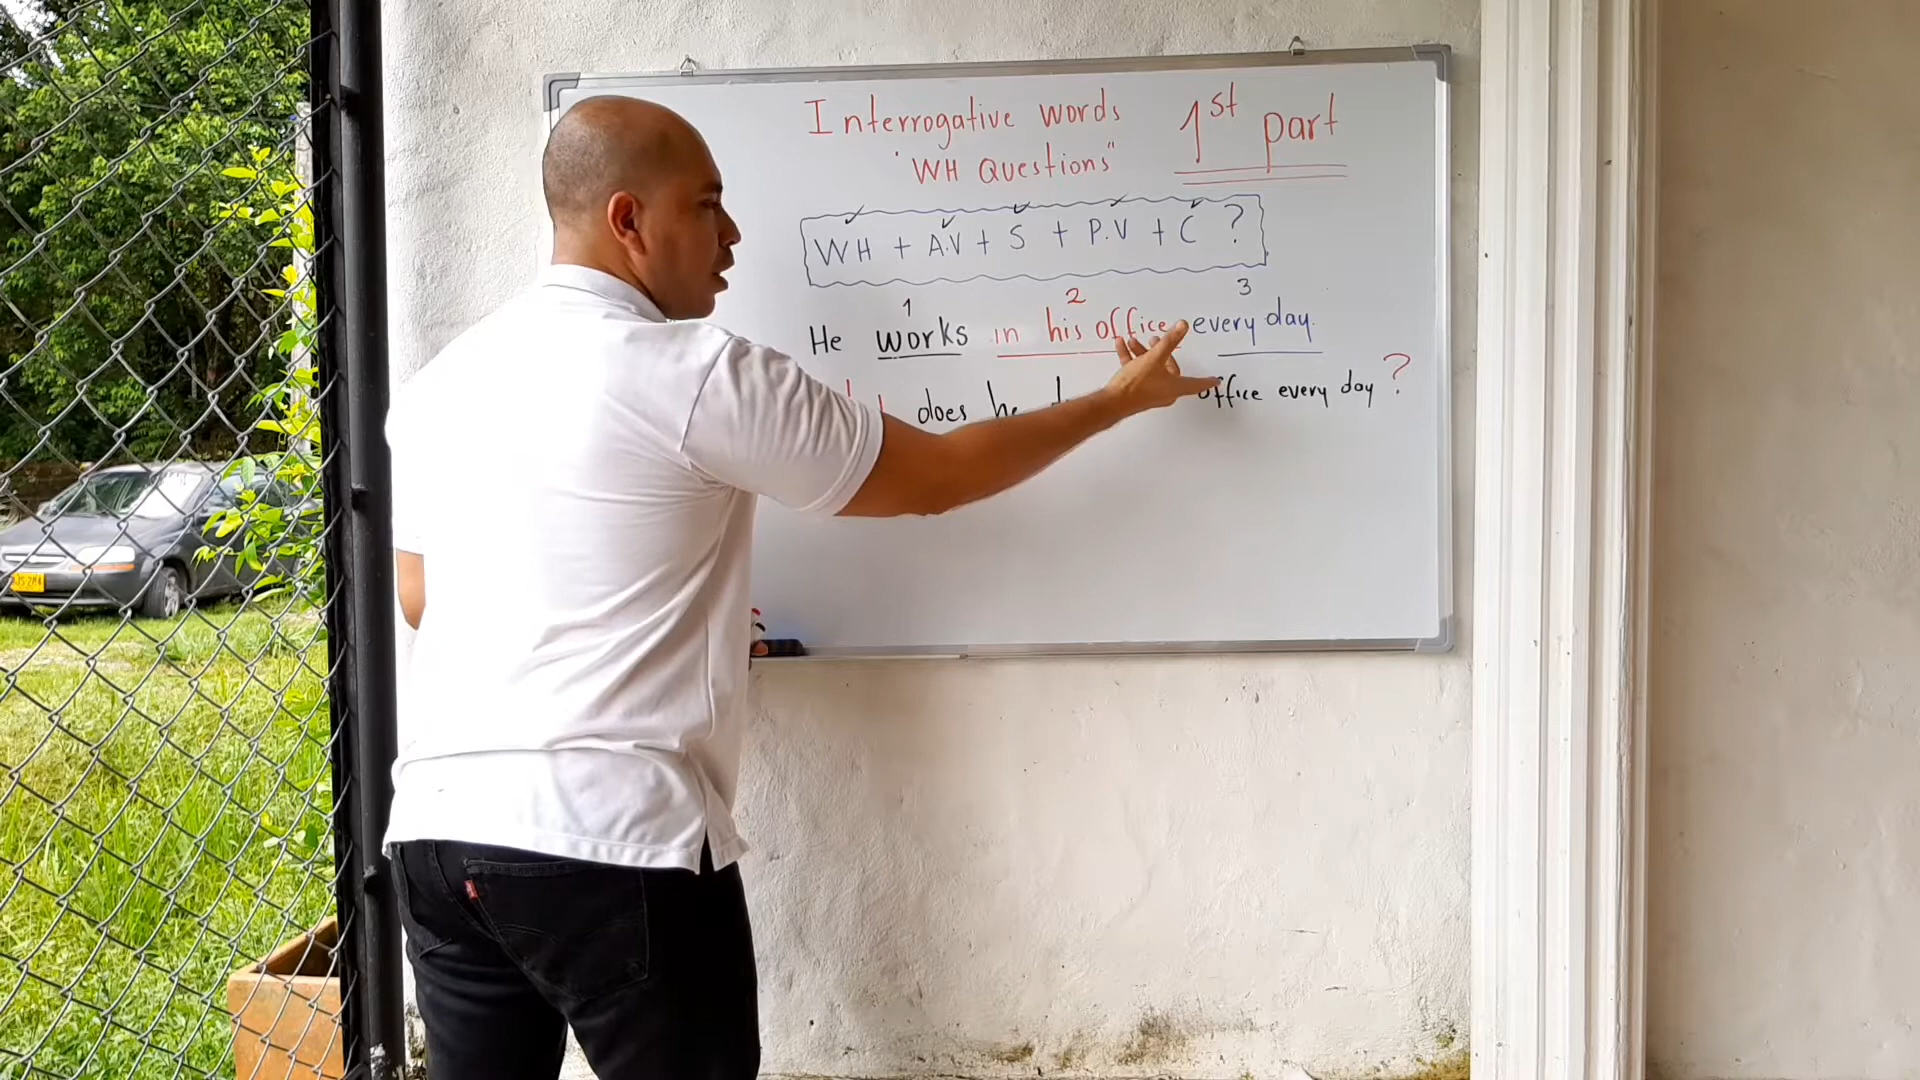 Interrogative words
"WH Questions"
1st part
WH + A.V + S + P.V + C ?
1 2 3
He works in his office every day.
does he office every day ?